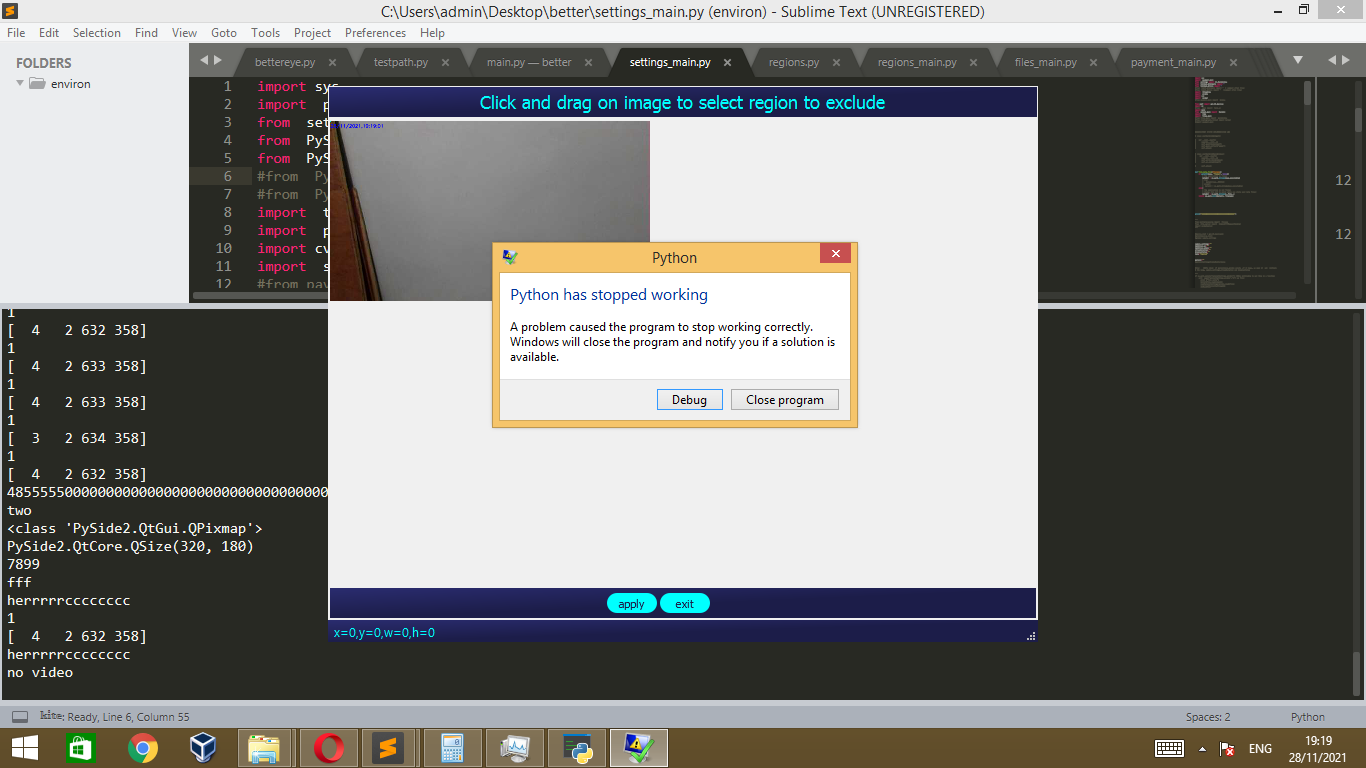 C:\Users\admin\Desktop\better\settings_main.py (environ) - Sublime Text (UNREGISTERED)
File Edit Selection Find View Goto Tools Project Preferences Help
FOLDERS
environ
bettereye.py
testpath.py
main.py — better
settings_main.py
regions.py
regions_main.py
files_main.py
payment_main.py
1 import sys
2 import p
3 from set
4 from PyS
5 from PyS
6 #from Py
7 #from Py
8 import t
9 import p
10 import cv
11 import s
12 #from pay
12
12
Click and drag on image to select region to exclude
Python
Python has stopped working
A problem caused the program to stop working correctly.
Windows will close the program and notify you if a solution is
available.
Debug
Close program
apply
exit
x=0,y=0,w=0,h=0
1
[ 4 2 632 358]
1
[ 4 2 633 358]
1
[ 4 2 633 358]
1
[ 3 2 634 358]
1
[ 4 2 632 358]
two
<class 'PySide2.QtGui.QPixmap'>
PySide2.QtCore.QSize(320, 180)
7899
fff
herrrrrcccccccc
1
[ 4 2 632 358]
herrrrrcccccccc
no video
kite: Ready, Line 6, Column 55
Spaces: 2
Python
ENG
19:19
28/11/2021